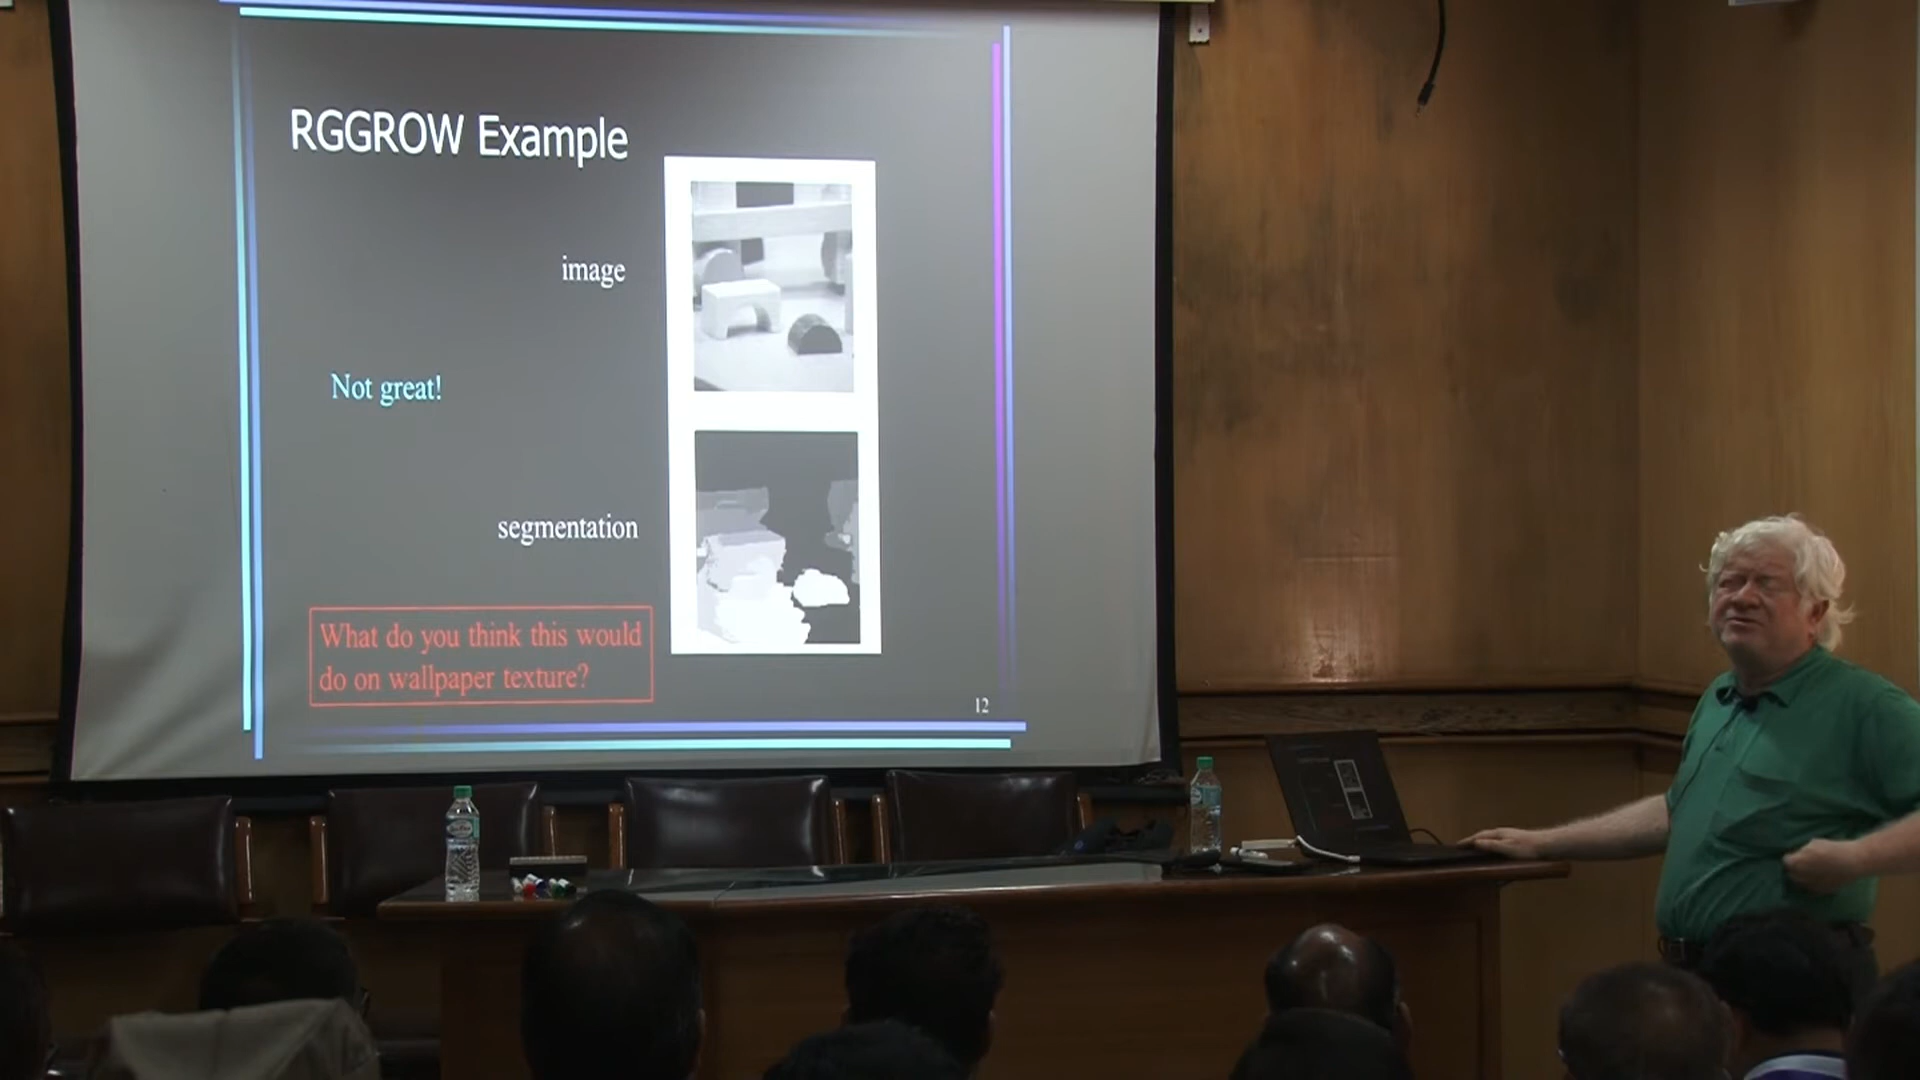 RGGROW Example
image
Not great!
segmentation
What do you think this would
do on wallpaper texture?
12